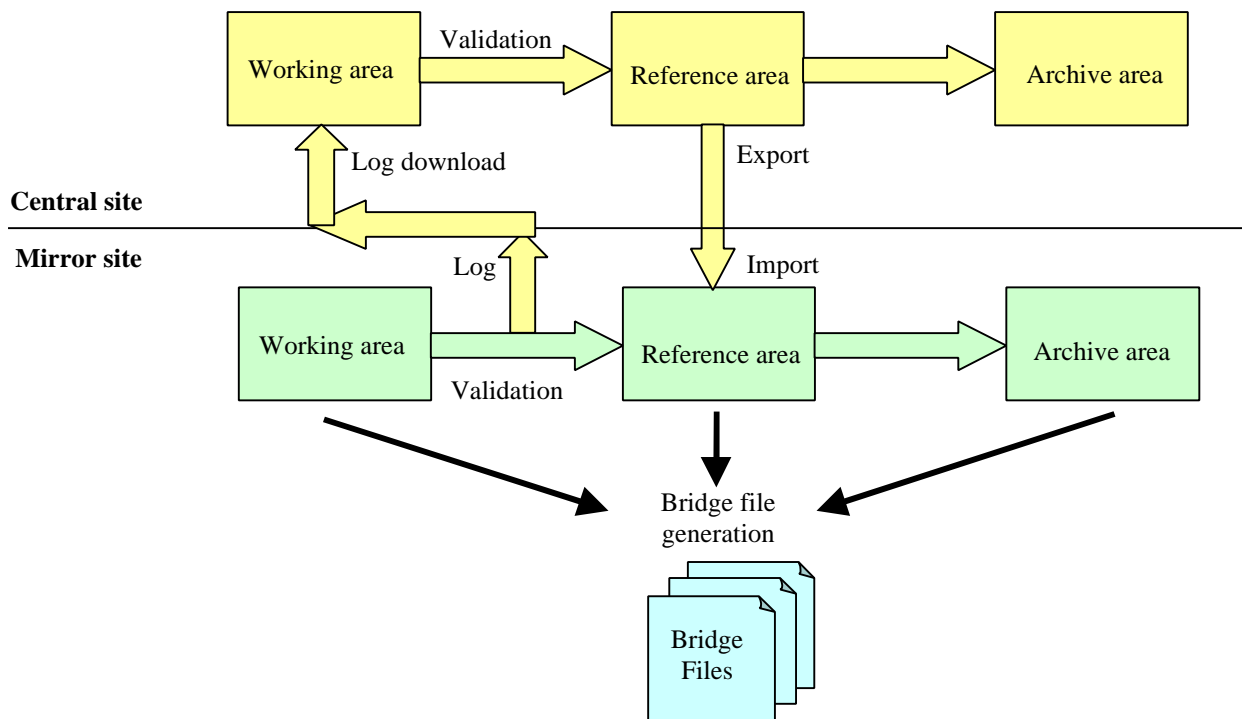 Validation
Working area
Reference area
Archive area
Log download
Export
Central site
Mirror site
Log
Import
Working area
Reference area
Archive area
Validation
Bridge file
generation
Bridge
Files